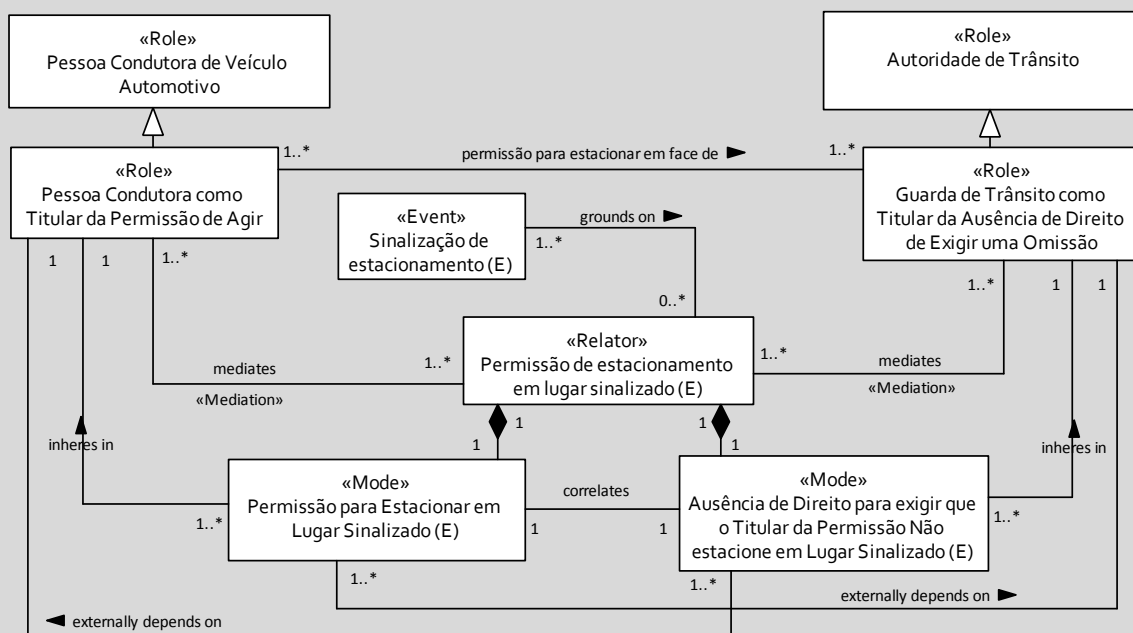 «Role»
Pessoa Condutora de Veículo
Automotivo
«Role»
Autoridade de Trânsito
«Role»
Pessoa Condutora como
Titular da Permissão de Agir
1..*
permissão para estacionar em face de
1..*
«Role»
Guarda de Trânsito como
Titular da Ausência de Direito
de Exigir uma Omissão
«Event»
Sinalização de
estacionamento (E)
grounds on
1..*
0..*
1
1
1..*
1..*
1
1
«Relator»
Permissão de estacionamento
em lugar sinalizado (E)
mediates
1..*
«Mediation»
1..*
mediates
«Mediation»
1
1
1
1
inheres in
inheres in
«Mode»
Permissão para Estacionar em
Lugar Sinalizado (E)
1..*
correlates
1
1
«Mode»
Ausência de Direito para exigir que
o Titular da Permissão Não
estacione em Lugar Sinalizado (E)
1..*
1..*
1..*
externally depends on
externally depends on